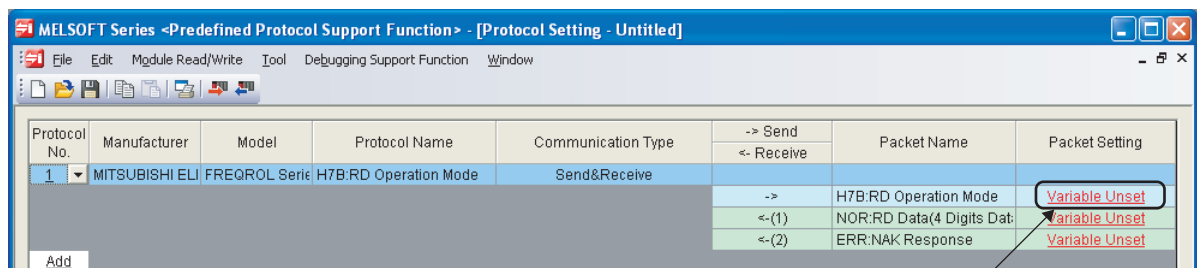 MELSOFT Series <Predefined Protocol Support Function> - [Protocol Setting - Untitled]
File Edit Module Read/Write Tool Debugging Support Function Window
Protocol No. Manufacturer Model Protocol Name Communication Type -> Send <- Receive Packet Name Packet Setting
1 MITSUBISHI ELI FREQROL Serie H7B:RD Operation Mode Send&Receive
-> H7B:RD Operation Mode Variable Unset
<-(1) NOR:RD Data(4 Digits Dat Variable Unset
<-(2) ERR:NAK Response Variable Unset
Add